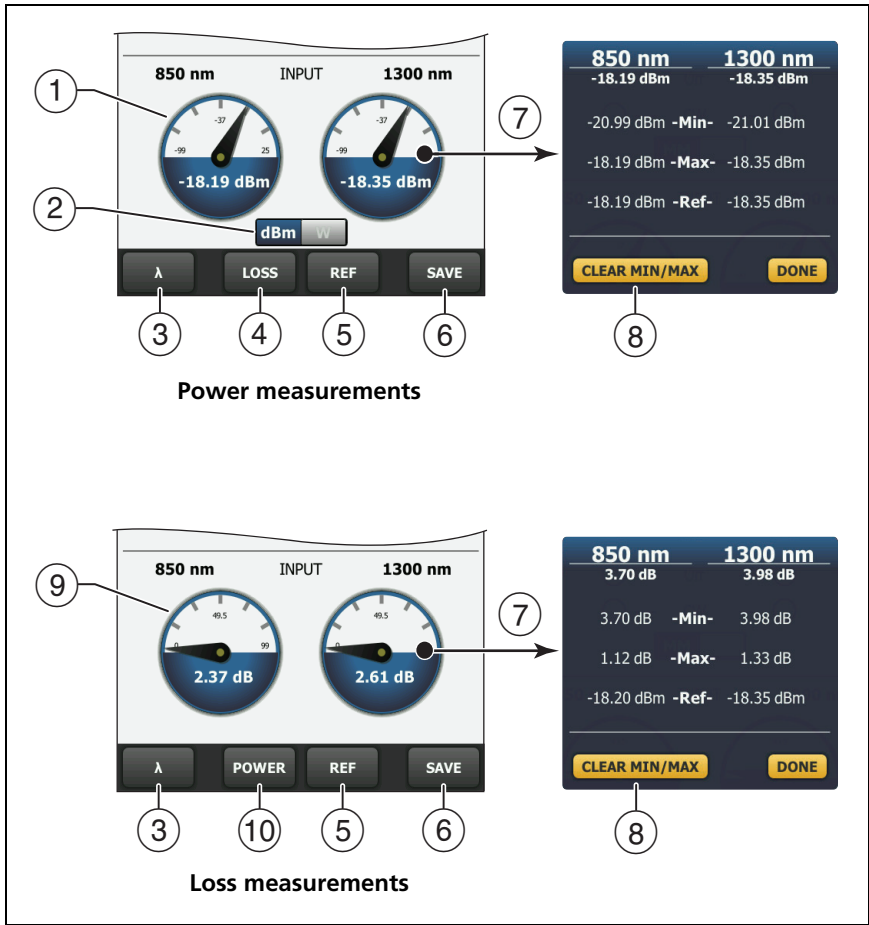 850 nm INPUT 1300 nm
-37 -37
-99 25 -99
-18.19 dBm -18.35 dBm
dBm W
λ LOSS REF SAVE
1
2
3 4 5 6
7
850 nm 1300 nm
-18.19 dBm -18.35 dBm
-20.99 dBm -Min- -21.01 dBm
-18.19 dBm -Max- -18.35 dBm
-18.19 dBm -Ref- -18.35 dBm
CLEAR MIN/MAX DONE
8
Power measurements
850 nm INPUT 1300 nm
49.5 49.5
0 99 0
2.37 dB 2.61 dB
λ POWER REF SAVE
9
3 10 5 6
7
850 nm 1300 nm
3.70 dB 3.98 dB
3.70 dB -Min- 3.98 dB
1.12 dB -Max- 1.33 dB
-18.20 dBm -Ref- -18.35 dBm
CLEAR MIN/MAX DONE
8
Loss measurements